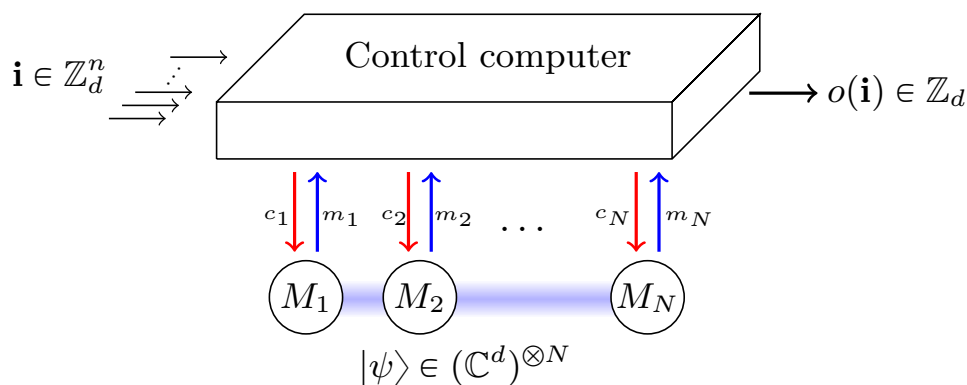 Control computer
𝐢 ∈ ℤ_d^n
o(𝐢) ∈ ℤ_d
c_1 m_1 c_2 m_2 ... c_N m_N
M_1 M_2 M_N
|ψ⟩ ∈ (ℂ^d)^{⊗N}